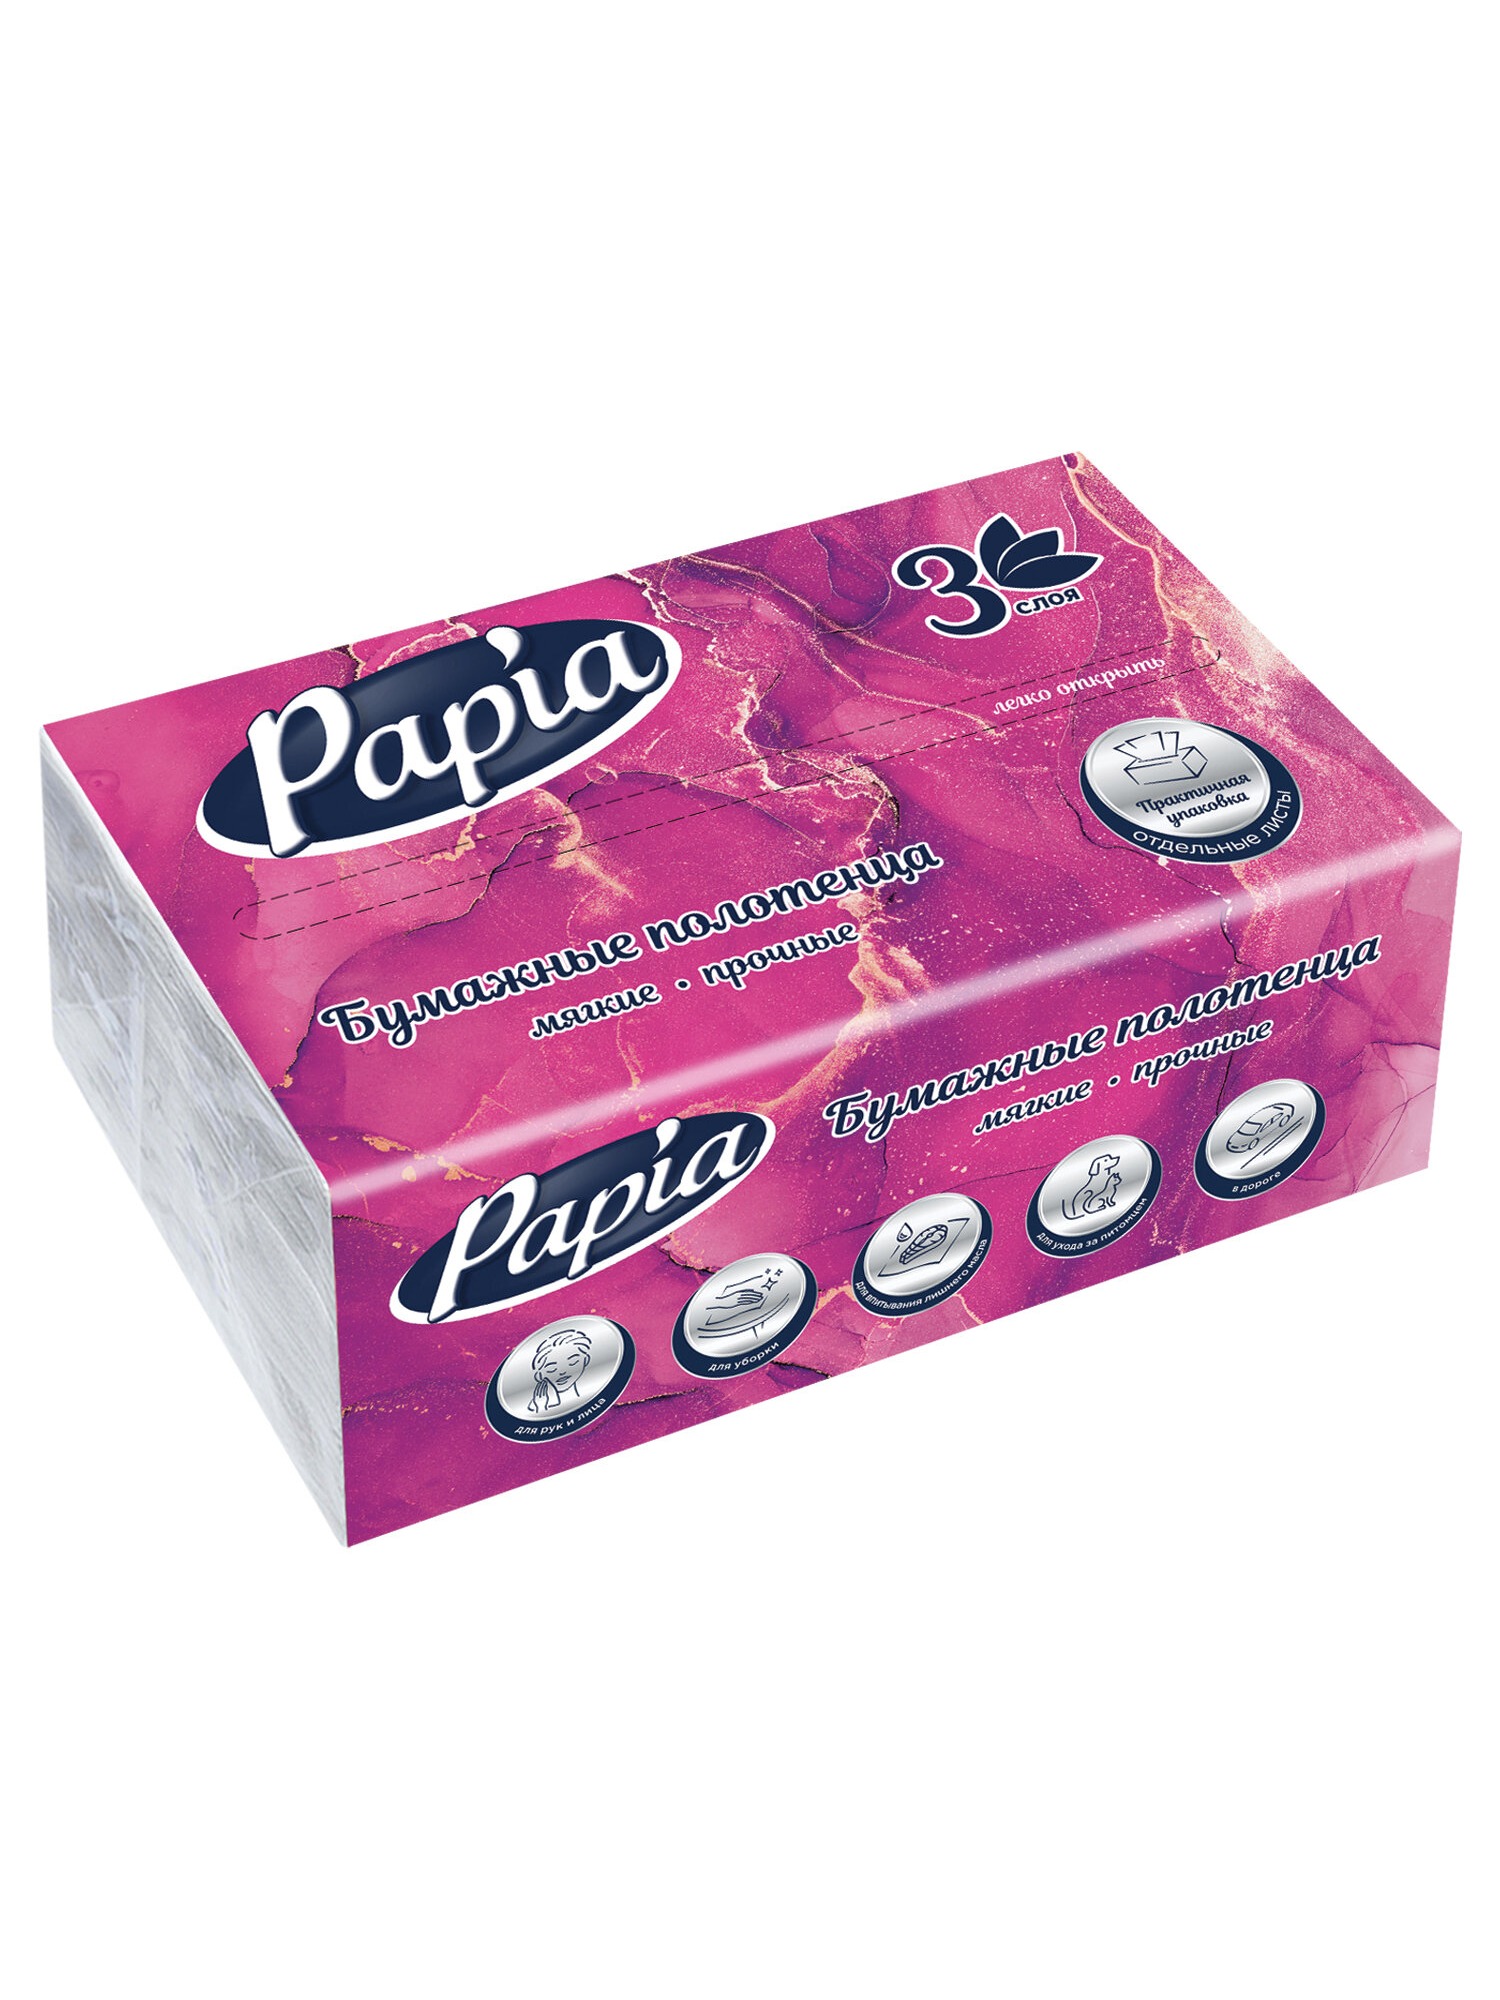 Papia
3 слоя
легко открыть
Практичная
упаковка
ОТДЕЛЬНЫЕ ЛИСТЫ
Бумажные полотенца
мягкие • прочные
Papia
Бумажные полотенца
мягкие • прочные
для рук и лица
для уборки
для впитывания лишнего масла
для ухода за питомцем
в дороге